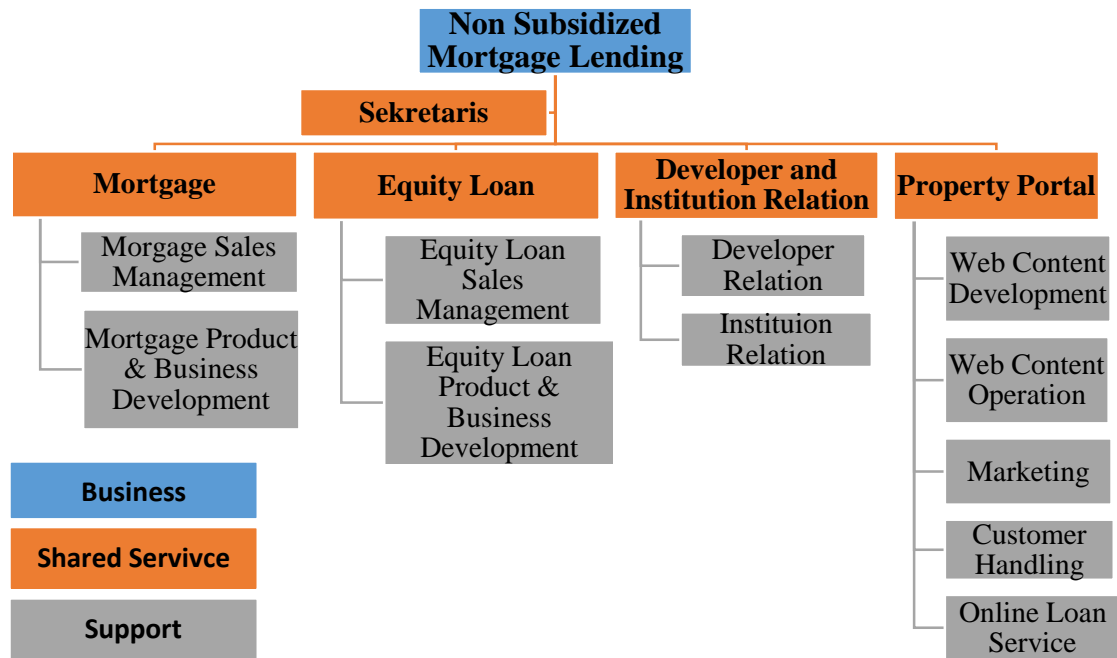 Non Subsidized
Mortgage Lending
Sekretaris
Mortgage
Morgage Sales
Management
Mortgage Product
& Business
Development
Equity Loan
Equity Loan
Sales
Management
Equity Loan
Product &
Business
Development
Developer and
Institution Relation
Developer
Relation
Instituion
Relation
Property Portal
Web Content
Development
Web Content
Operation
Marketing
Customer
Handling
Online Loan
Service
Business
Shared Servivce
Support